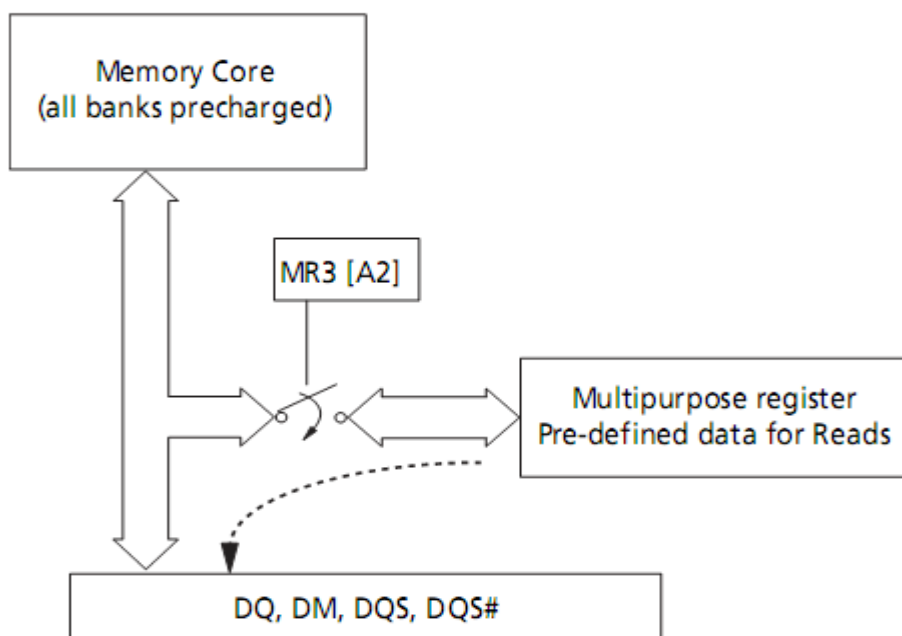 Memory Core
(all banks precharged)
MR3 [A2]
Multipurpose register
Pre-defined data for Reads
DQ, DM, DQS, DQS#